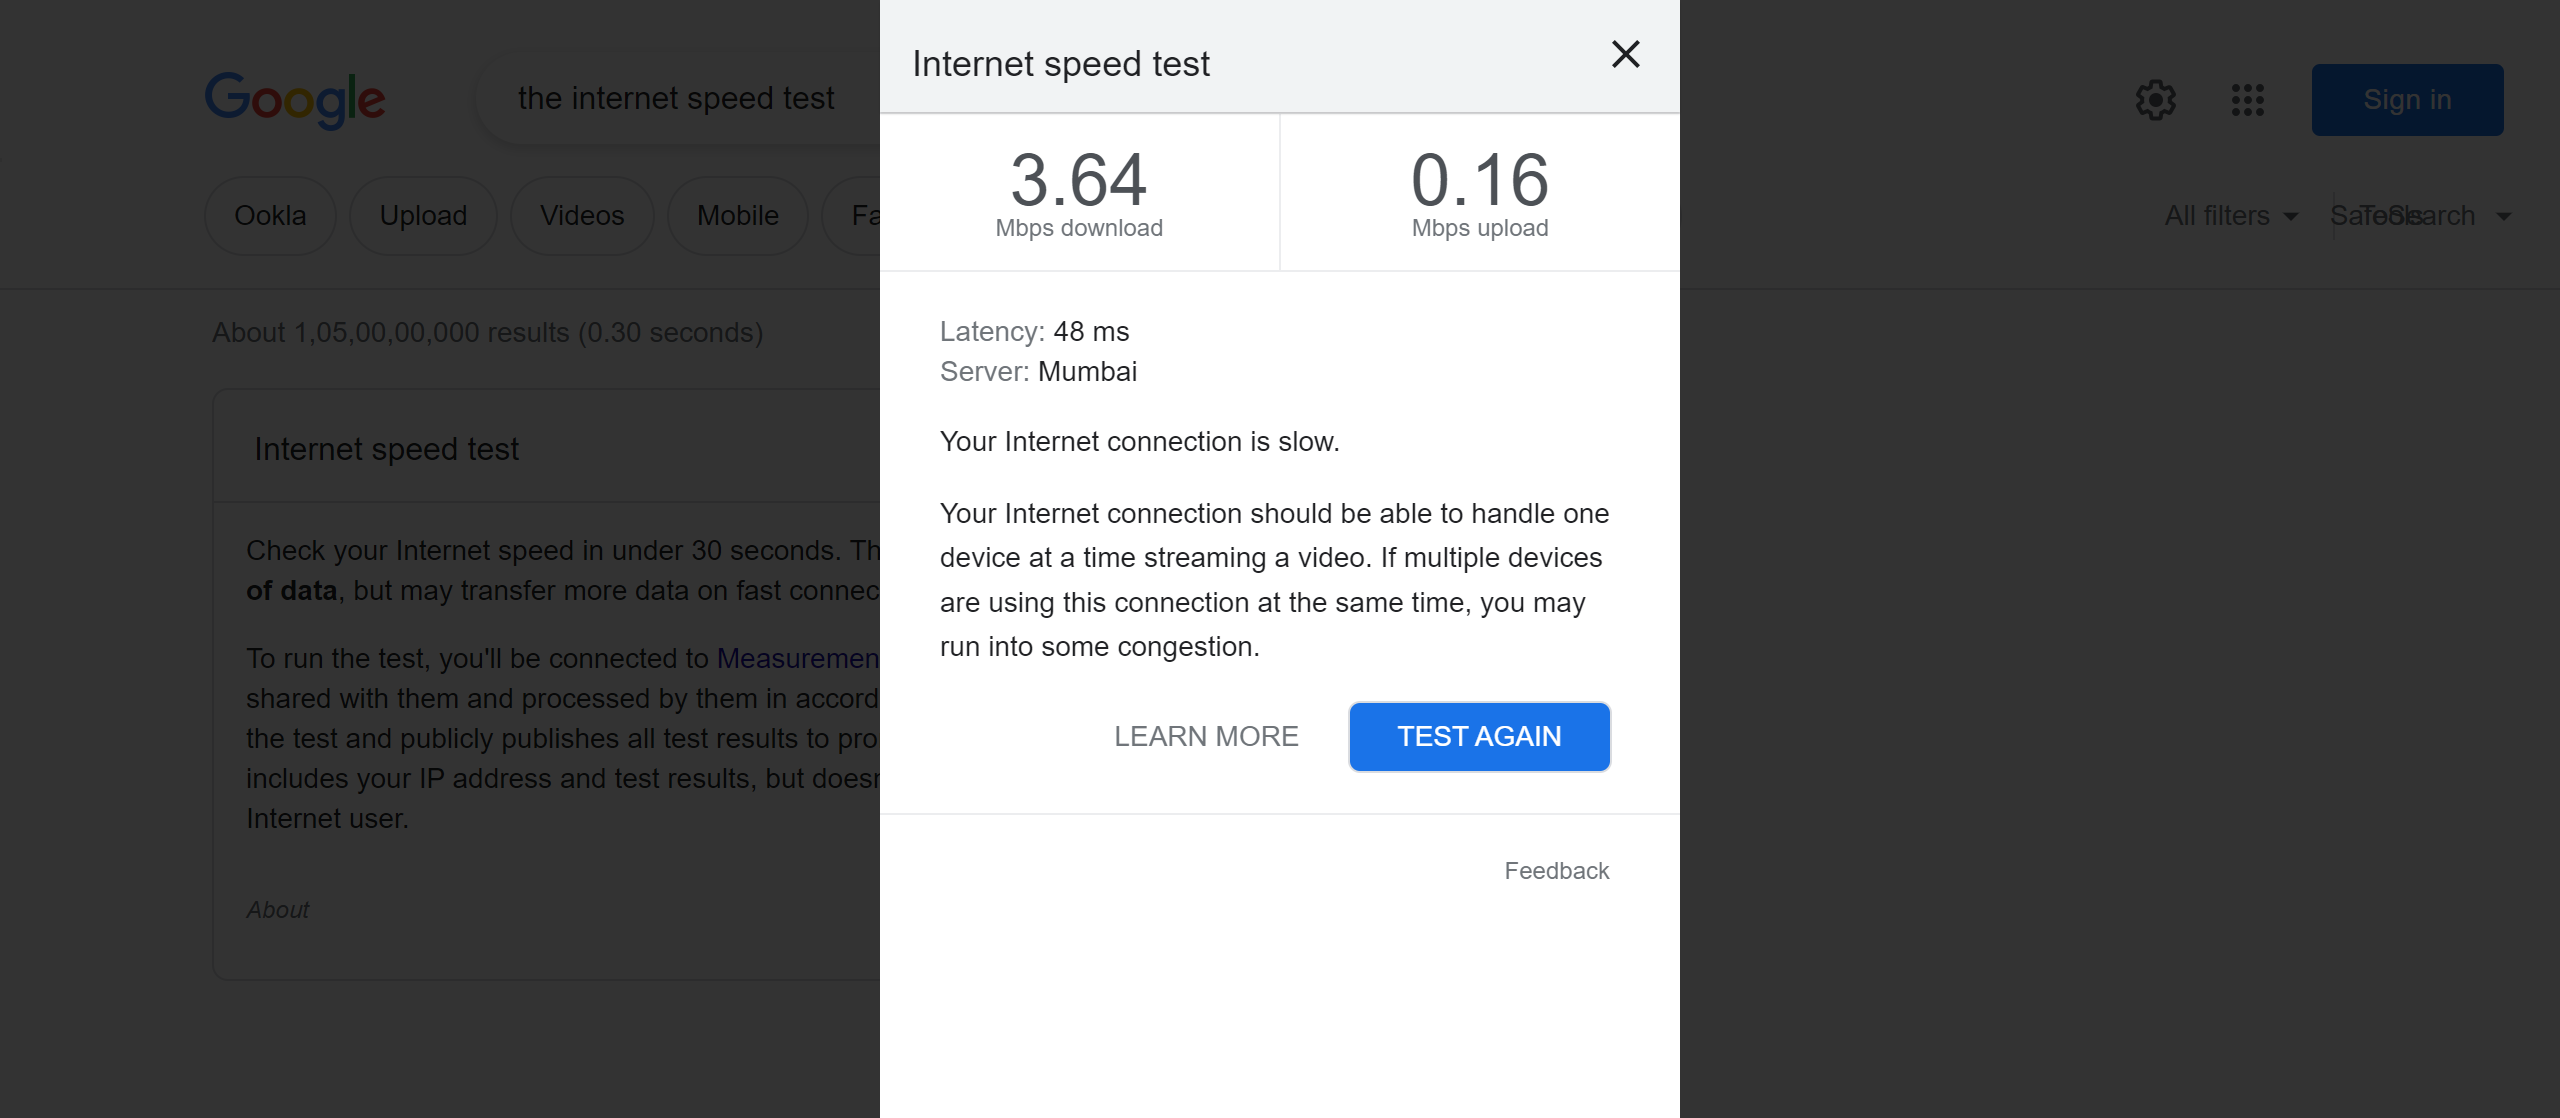 Google
the internet speed test
Sign in
Ookla
Upload
Videos
Mobile
Fa
All filters
SafeSearch
Tools
About 1,05,00,00,000 results (0.30 seconds)
Internet speed test
Check your Internet speed in under 30 seconds. Th
of data, but may transfer more data on fast connec
To run the test, you'll be connected to Measuremen
shared with them and processed by them in accord
the test and publicly publishes all test results to pro
includes your IP address and test results, but doesn
Internet user.
About
Internet speed test
3.64
Mbps download
0.16
Mbps upload
Latency: 48 ms
Server: Mumbai
Your Internet connection is slow.
Your Internet connection should be able to handle one
device at a time streaming a video. If multiple devices
are using this connection at the same time, you may
run into some congestion.
LEARN MORE
TEST AGAIN
Feedback